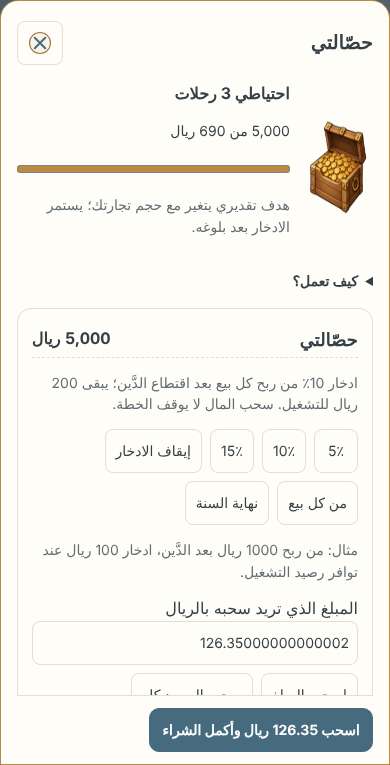 حصّالتي
احتياطي 3 رحلات
5,000 من 690 ريال
هدف تقديري يتغير مع حجم تجارتك؛ يستمر
الادخار بعد بلوغه.
◀ كيف تعمل؟
حصّالتي 5,000 ريال
ادخار 10٪ من ربح كل بيع بعد اقتطاع الدَّين؛ يبقى 200
ريال للتشغيل. سحب المال لا يوقف الخطة.
5٪ 10٪ 15٪ إيقاف الادخار
من كل بيع نهاية السنة
مثال: من ربح 1000 ريال بعد الدَّين، ادخار 100 ريال عند
توافر رصيد التشغيل.
المبلغ الذي تريد سحبه بالريال
126.35000000000002
اسحب 126.35 ريال وأكمل الشراء